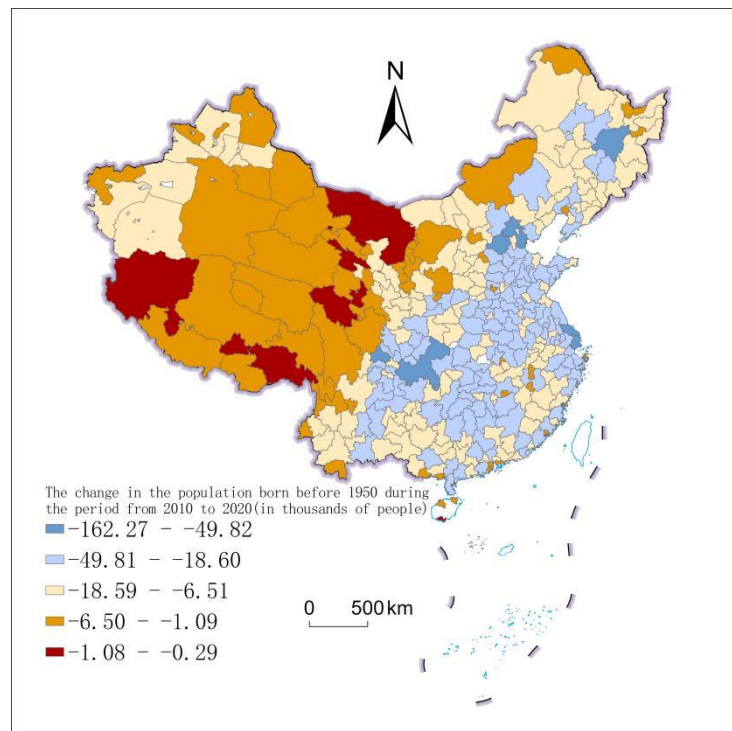 N
The change in the population born before 1950 during
the period from 2010 to 2020(in thousands of people)
-162.27 - -49.82
-49.81 - -18.60
-18.59 - -6.51
-6.50 - -1.09
-1.08 - -0.29
0 500km